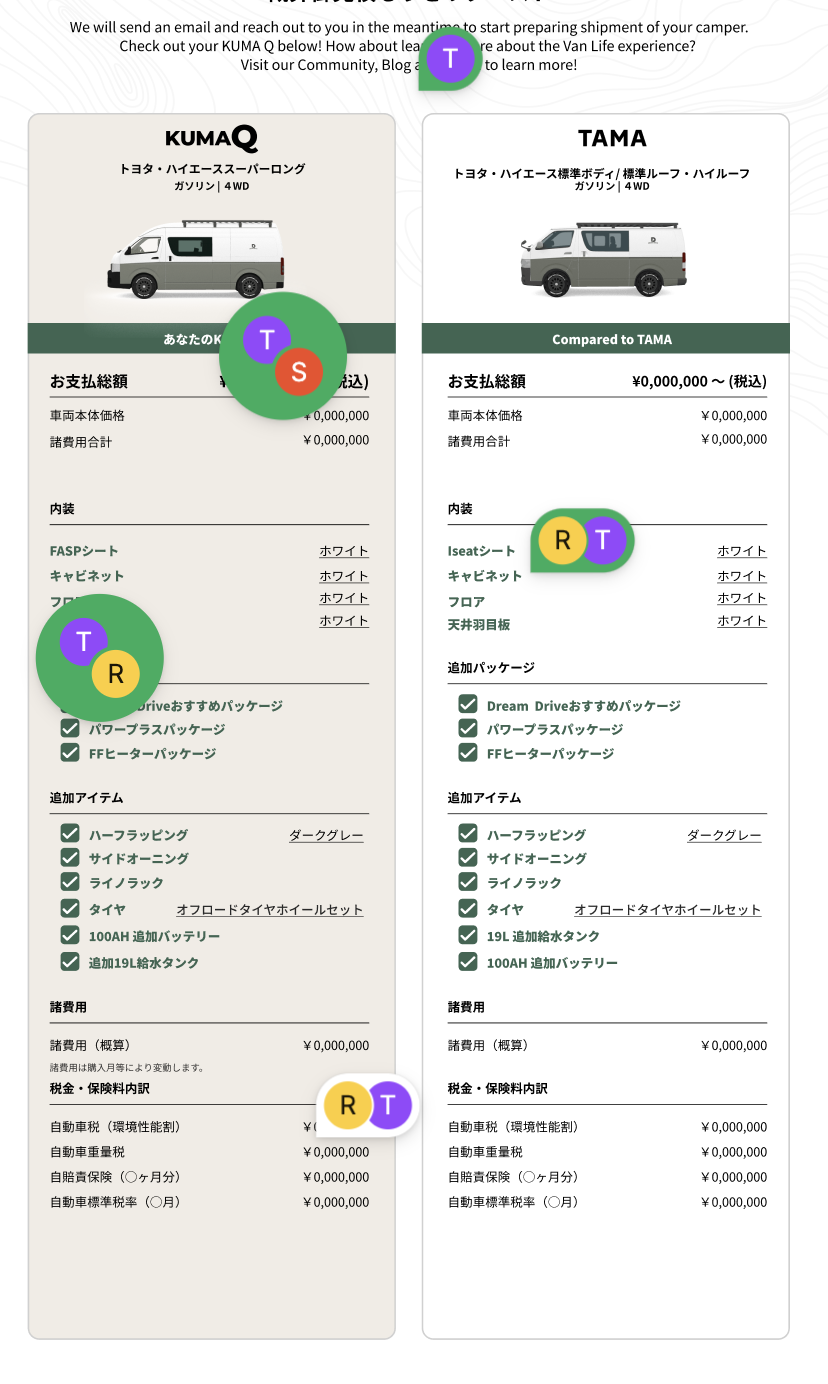 We will send an email and reach out to you in the meantime to start preparing shipment of your camper.
Check out your KUMA Q below! How about re about the Van Life experience?
Visit our Community, Blog to learn more!
T
KUMAQ
トヨタ・ハイエーススーパーロング
ガソリン | 4WD
あなたのK
T
S
お支払総額 税込)
車両本体価格 ¥0,000,000
諸費用合計 ¥0,000,000
内装
FASPシート ホワイト
キャビネット ホワイト
フロ ホワイト
ホワイト
T
R
Driveおすすめパッケージ
パワープラスパッケージ
FFヒーターパッケージ
追加アイテム
ハーフラッピング ダークグレー
サイドオーニング
ライノラック
タイヤ オフロードタイヤホイールセット
100AH 追加バッテリー
追加19L給水タンク
諸費用
諸費用（概算） ¥0,000,000
諸費用は購入月等により変動します。
税金・保険料内訳
R T
自動車税（環境性能割）
自動車重量税 ¥0,000,000
自賠責保険（○ヶ月分） ¥0,000,000
自動車標準税率（○月） ¥0,000,000
TAMA
トヨタ・ハイエース標準ボディ/ 標準ルーフ・ハイルーフ
ガソリン | 4WD
Compared to TAMA
お支払総額 ¥0,000,000 〜 (税込)
車両本体価格 ¥0,000,000
諸費用合計 ¥0,000,000
内装
R T
Iseatシート ホワイト
キャビネット ホワイト
フロア ホワイト
天井羽目板 ホワイト
追加パッケージ
Dream Driveおすすめパッケージ
パワープラスパッケージ
FFヒーターパッケージ
追加アイテム
ハーフラッピング ダークグレー
サイドオーニング
ライノラック
タイヤ オフロードタイヤホイールセット
19L 追加給水タンク
100AH 追加バッテリー
諸費用
諸費用（概算） ¥0,000,000
税金・保険料内訳
自動車税（環境性能割） ¥0,000,000
自動車重量税 ¥0,000,000
自賠責保険（○ヶ月分） ¥0,000,000
自動車標準税率（○月） ¥0,000,000